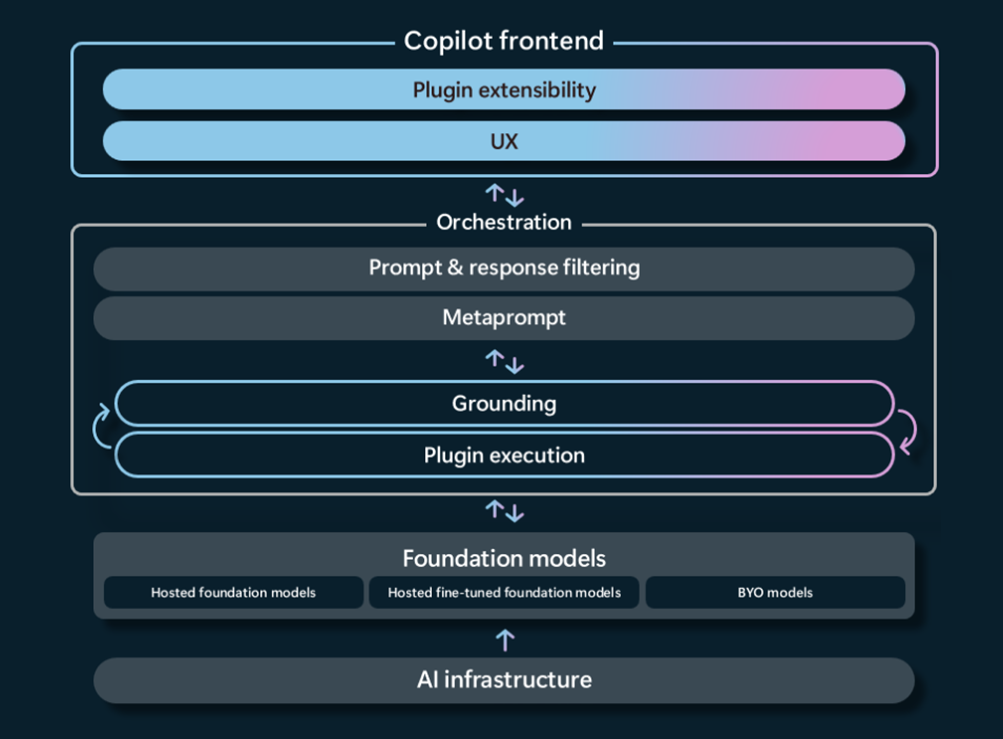 Copilot frontend
Plugin extensibility
UX
Orchestration
Prompt & response filtering
Metaprompt
Grounding
Plugin execution
Foundation models
Hosted foundation models
Hosted fine-tuned foundation models
BYO models
AI infrastructure